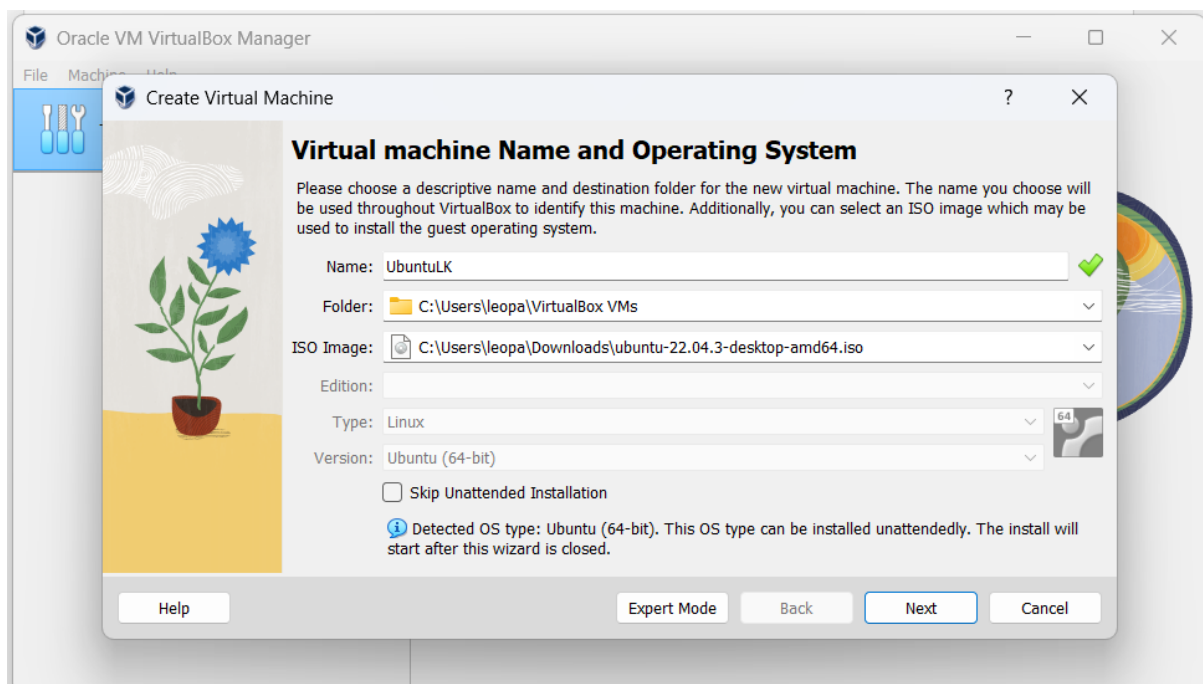 Oracle VM VirtualBox Manager
File Machine Help
Create Virtual Machine
?
Virtual machine Name and Operating System
Please choose a descriptive name and destination folder for the new virtual machine. The name you choose will
be used throughout VirtualBox to identify this machine. Additionally, you can select an ISO image which may be
used to install the guest operating system.
Name: UbuntuLK
Folder: C:\Users\leopa\VirtualBox VMs
ISO Image: C:\Users\leopa\Downloads\ubuntu-22.04.3-desktop-amd64.iso
Edition:
Type: Linux
64
Version: Ubuntu (64-bit)
Skip Unattended Installation
Detected OS type: Ubuntu (64-bit). This OS type can be installed unattendedly. The install will
start after this wizard is closed.
Help Expert Mode Back Next Cancel